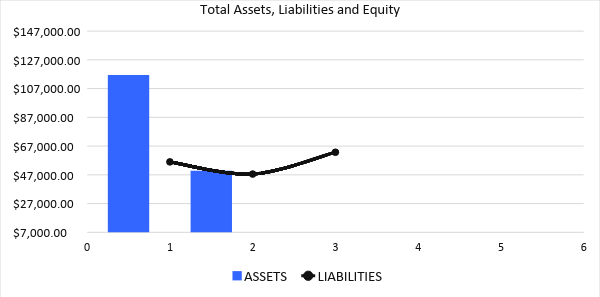 Total Assets, Liabilities and Equity
$147,000.00
$127,000.00
$107,000.00
$87,000.00
$67,000.00
$47,000.00
$27,000.00
$7,000.00
0 1 2 3 4 5 6
ASSETS LIABILITIES